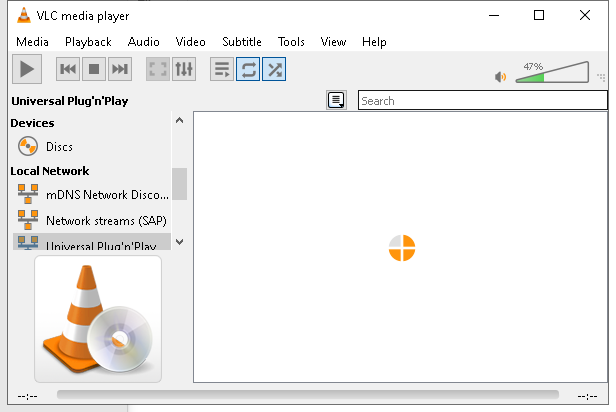 VLC media player
Media Playback Audio Video Subtitle Tools View Help
47%
Universal Plug'n'Play
Search
Devices
Discs
Local Network
mDNS Network Disco...
Network streams (SAP)
Universal Plug'n'Play
--:-- --:--